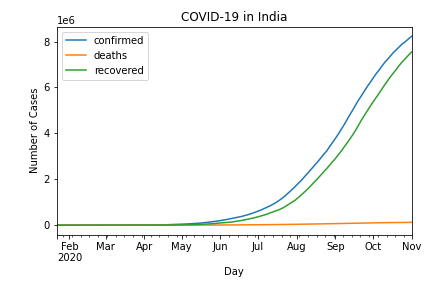 COVID-19 in India
1e6
confirmed
deaths
recovered
Number of Cases
8
6
4
2
0
Feb Mar Apr May Jun Jul Aug Sep Oct Nov
2020
Day